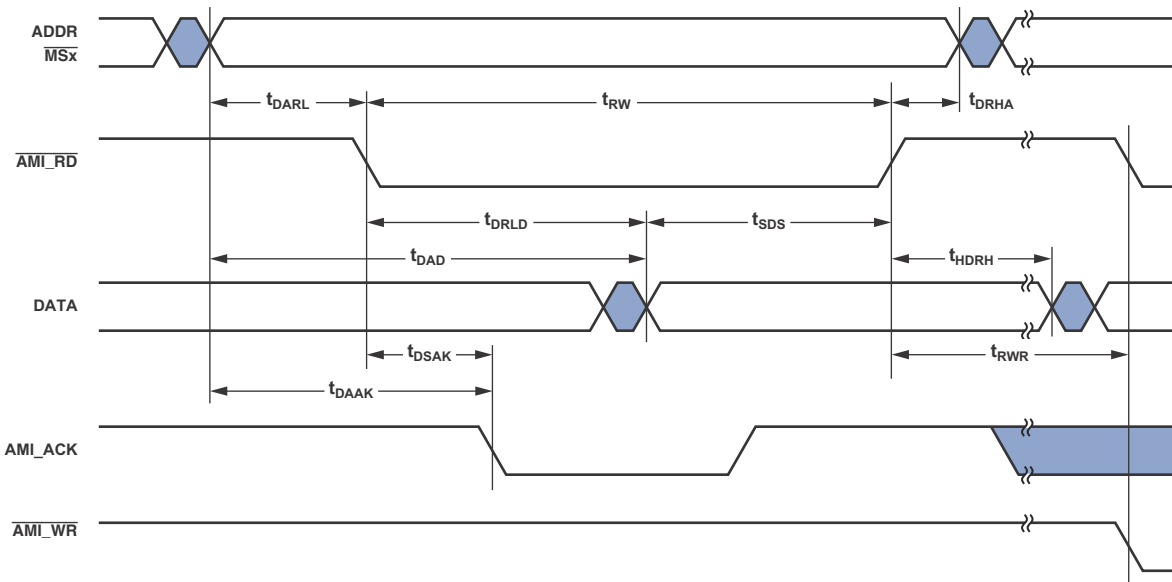 ADDR
MSx
tDARL
tRW
tDRHA
AMI_RD
tDRLD
tSDS
tDAD
tHDRH
DATA
tDSAK
tRWR
tDAAK
AMI_ACK
AMI_WR